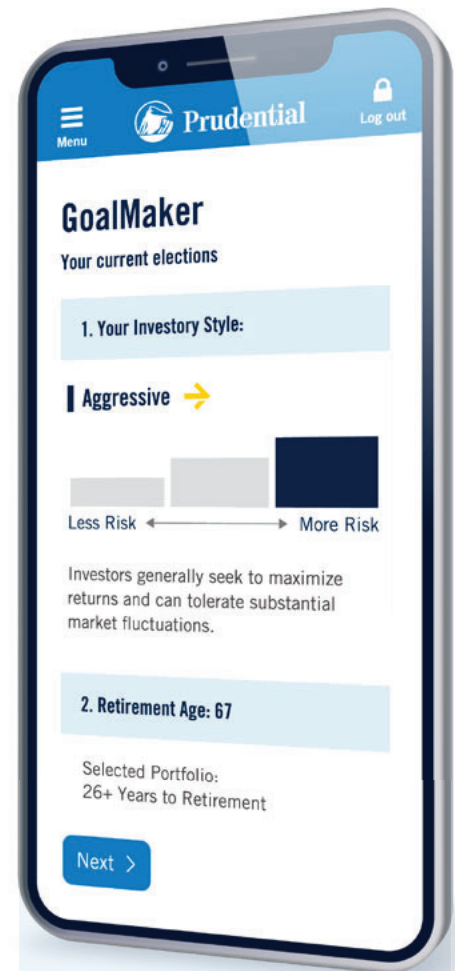 Menu
Prudential
Log out
GoalMaker
Your current elections
1. Your Investory Style:
Aggressive
Less Risk
More Risk
Investors generally seek to maximize
returns and can tolerate substantial
market fluctuations.
2. Retirement Age: 67
Selected Portfolio:
26+ Years to Retirement
Next